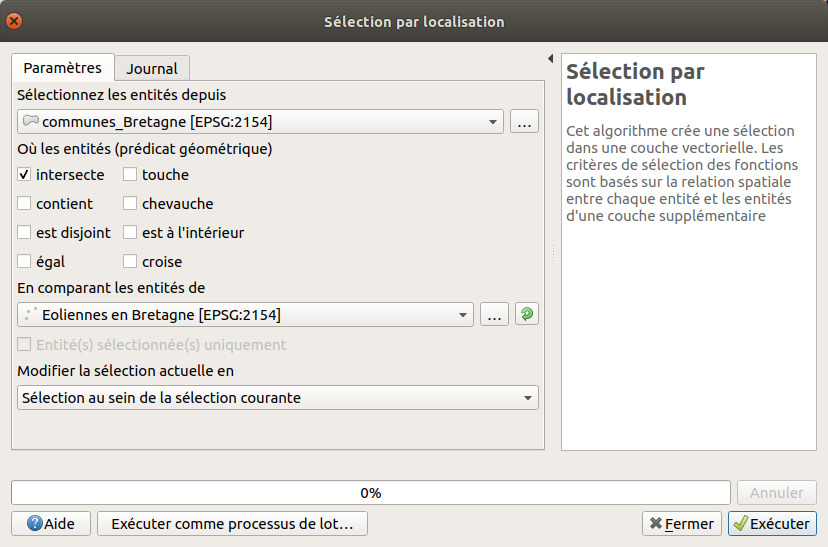 Sélection par localisation
Paramètres
Journal
Sélectionnez les entités depuis
communes_Bretagne [EPSG:2154]
...
Où les entités (prédicat géométrique)
intersecte
touche
contient
chevauche
est disjoint
est à l'intérieur
égal
croise
En comparant les entités de
Eoliennes en Bretagne [EPSG:2154]
...
Entité(s) sélectionnée(s) uniquement
Modifier la sélection actuelle en
Sélection au sein de la sélection courante
Sélection par
localisation
Cet algorithme crée une sélection
dans une couche vectorielle. Les
critères de sélection des fonctions
sont basés sur la relation spatiale
entre chaque entité et les entités
d'une couche supplémentaire
0%
Annuler
Aide
Exécuter comme processus de lot...
Fermer
Exécuter